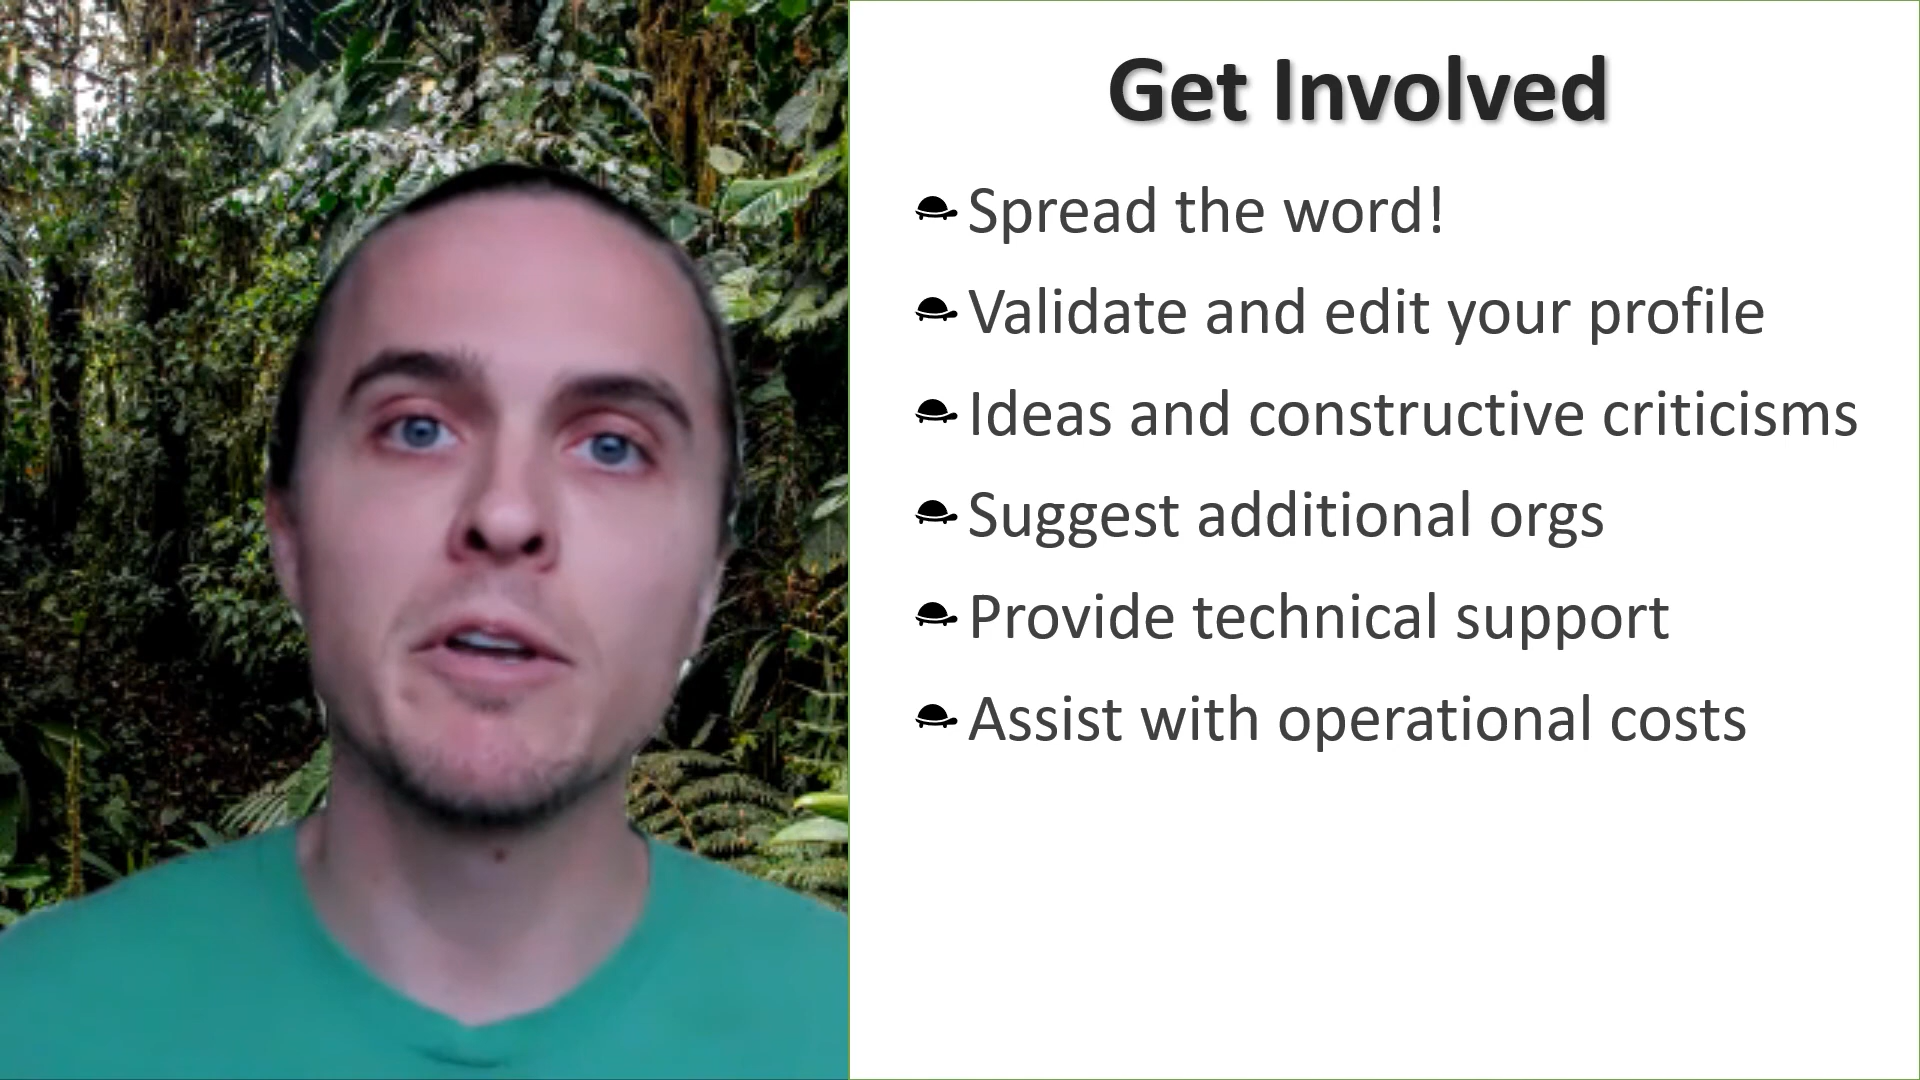 Get Involved
Spread the word!
Validate and edit your profile
Ideas and constructive criticisms
Suggest additional orgs
Provide technical support
Assist with operational costs